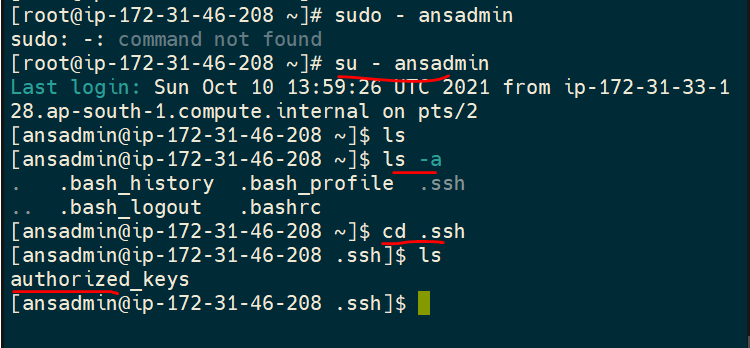 [root@ip-172-31-46-208 ~]# sudo - ansadmin
sudo: -: command not found
[root@ip-172-31-46-208 ~]# su - ansadmin
Last login: Sun Oct 10 13:59:26 UTC 2021 from ip-172-31-33-1
28.ap-south-1.compute.internal on pts/2
[ansadmin@ip-172-31-46-208 ~]$ ls
[ansadmin@ip-172-31-46-208 ~]$ ls -a
.   .bash_history  .bash_profile  .ssh
..  .bash_logout   .bashrc
[ansadmin@ip-172-31-46-208 ~]$ cd .ssh
[ansadmin@ip-172-31-46-208 .ssh]$ ls
authorized_keys
[ansadmin@ip-172-31-46-208 .ssh]$